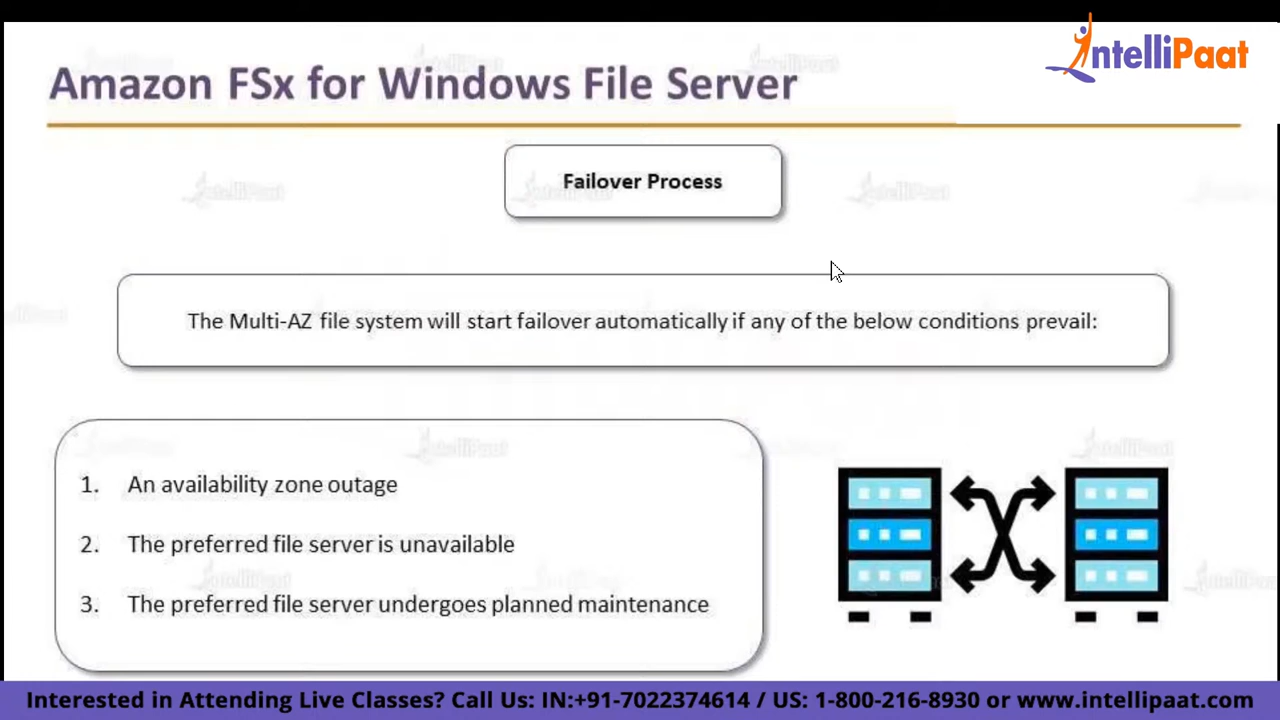 IntelliPaat
Amazon FSx for Windows File Server
Failover Process
The Multi-AZ file system will start failover automatically if any of the below conditions prevail:
1. An availability zone outage
2. The preferred file server is unavailable
3. The preferred file server undergoes planned maintenance
Interested in Attending Live Classes? Call Us: IN:+91-7022374614 / US: 1-800-216-8930 or www.intellipaat.com